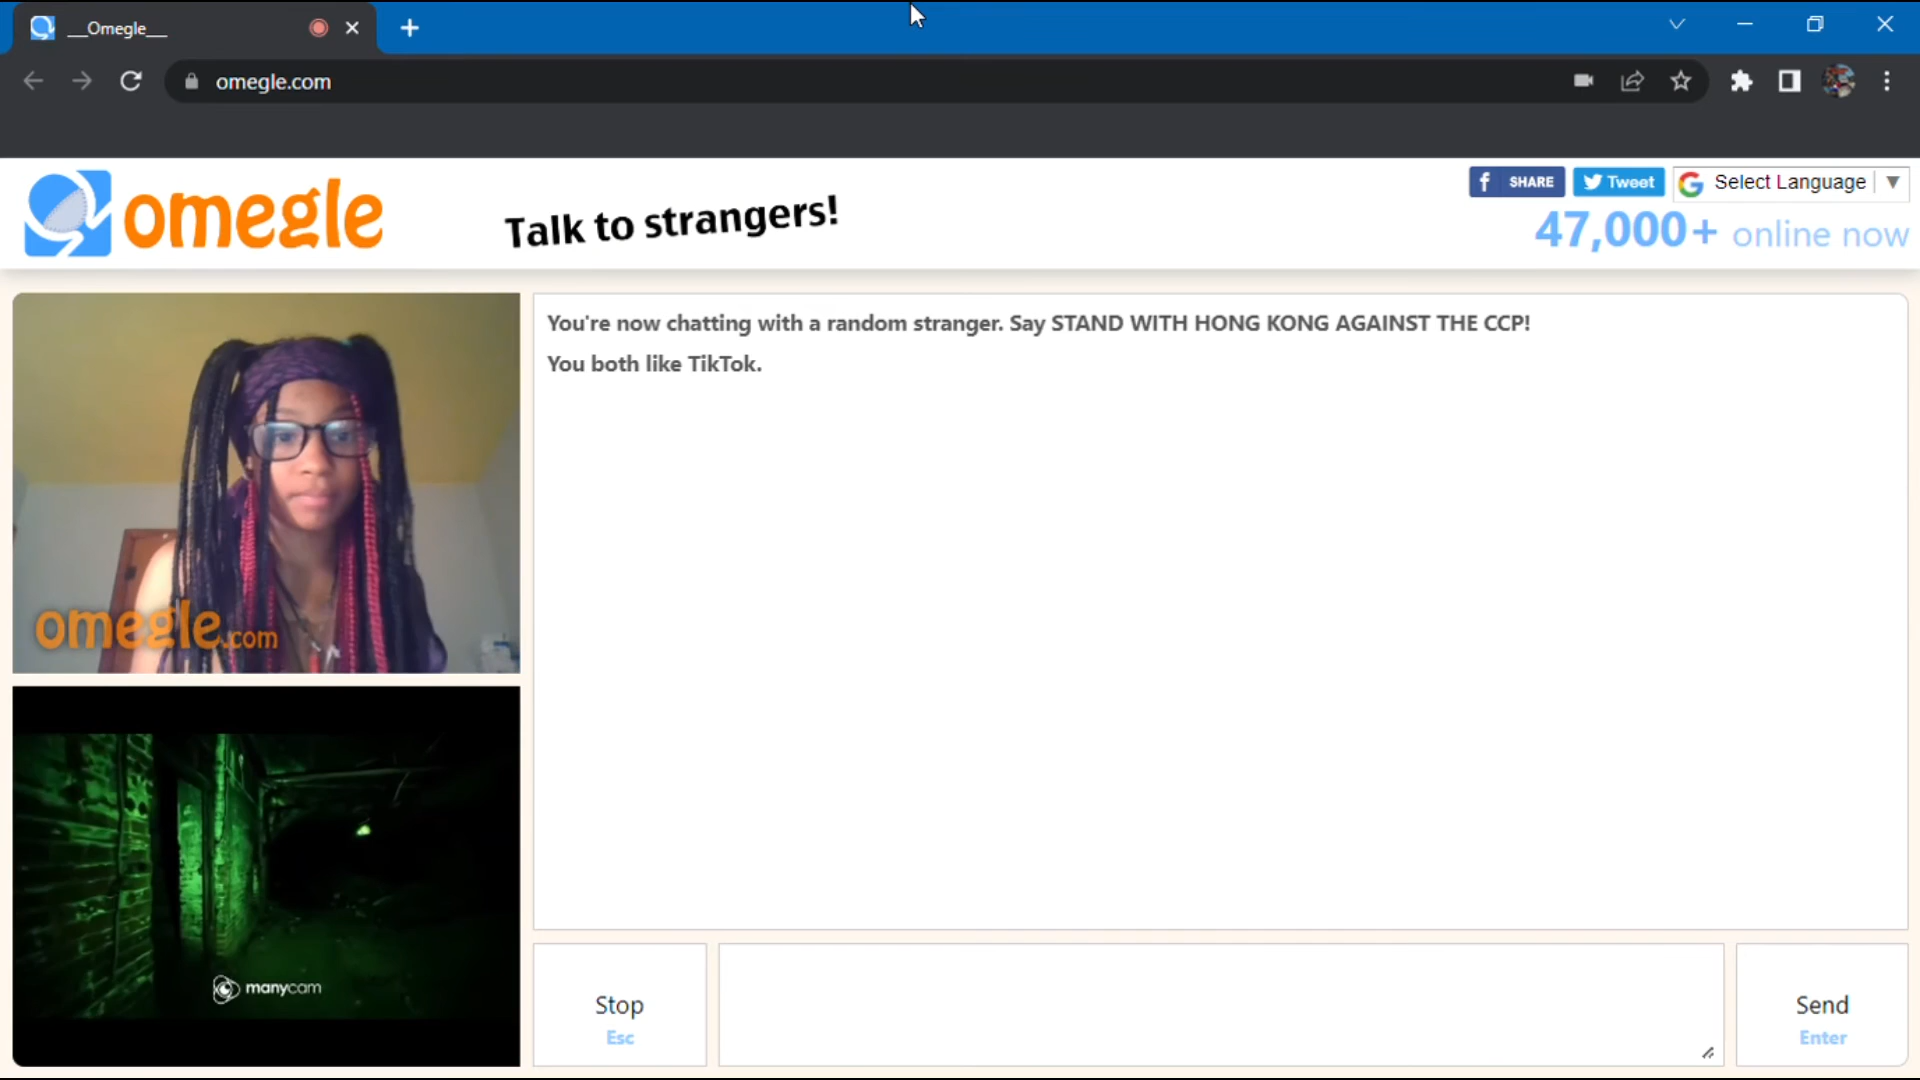 __Omegle__
omegle.com
omegle
Talk to strangers!
SHARE
Tweet
Select Language
47,000+ online now
You're now chatting with a random stranger. Say STAND WITH HONG KONG AGAINST THE CCP!
You both like TikTok.
omegle.com
manycam
Stop
Esc
Send
Enter